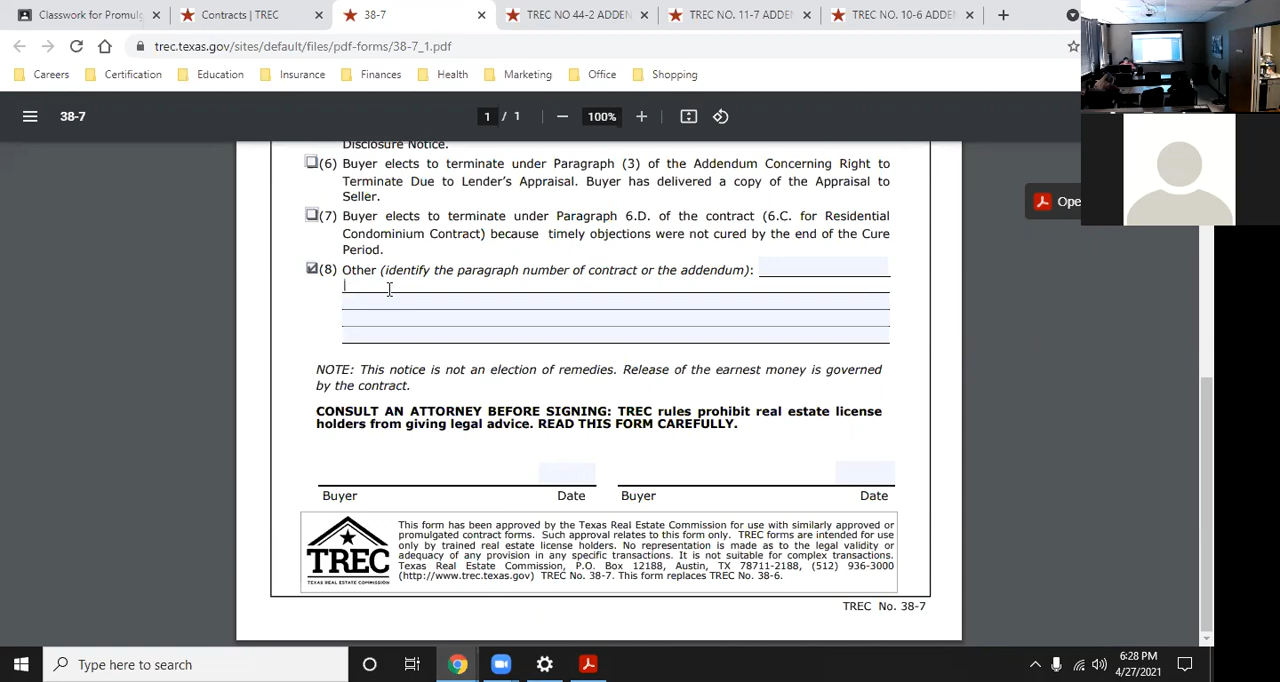 Classwork for Promulg
Contracts | TREC
38-7
TREC NO 44-2 ADDEN
TREC NO. 11-7 ADDEN
TREC NO. 10-6 ADDE
trec.texas.gov/sites/default/files/pdf-forms/38-7_1.pdf
Careers
Certification
Education
Insurance
Finances
Health
Marketing
Office
Shopping
38-7
1 / 1
100%
Ope
Disclosure Notice.
(6) Buyer elects to terminate under Paragraph (3) of the Addendum Concerning Right to
Terminate Due to Lender's Appraisal. Buyer has delivered a copy of the Appraisal to
Seller.
(7) Buyer elects to terminate under Paragraph 6.D. of the contract (6.C. for Residential
Condominium Contract) because timely objections were not cured by the end of the Cure
Period.
(8) Other (identify the paragraph number of contract or the addendum):
NOTE: This notice is not an election of remedies. Release of the earnest money is governed
by the contract.
CONSULT AN ATTORNEY BEFORE SIGNING: TREC rules prohibit real estate license
holders from giving legal advice. READ THIS FORM CAREFULLY.
Buyer Date Buyer Date
TREC
TEXAS REAL ESTATE COMMISSION
This form has been approved by the Texas Real Estate Commission for use with similarly approved or
promulgated contract forms. Such approval relates to this form only. TREC forms are intended for use
only by trained real estate license holders. No representation is made as to the legal validity or
adequacy of any provision in any specific transactions. It is not suitable for complex transactions.
Texas Real Estate Commission, P.O. Box 12188, Austin, TX 78711-2188, (512) 936-3000
(http://www.trec.texas.gov) TREC No. 38-7. This form replaces TREC No. 38-6.
TREC No. 38-7
Type here to search
6:28 PM
4/27/2021